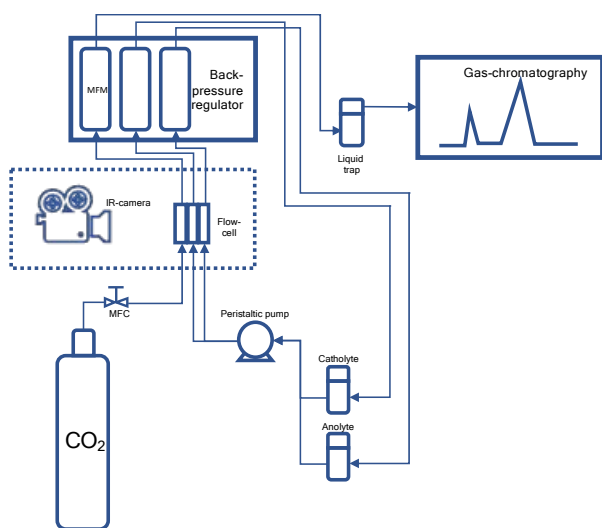 Back-
pressure
regulator
MFM
Gas-chromatography
Liquid
trap
IR-camera
Flow-
cell
MFC
Peristaltic pump
Catholyte
Anolyte
CO₂